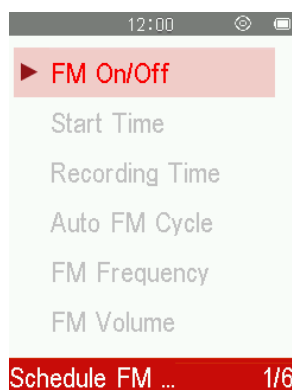 12:00
FM On/Off
Start Time
Recording Time
Auto FM Cycle
FM Frequency
FM Volume
Schedule FM ... 1/6